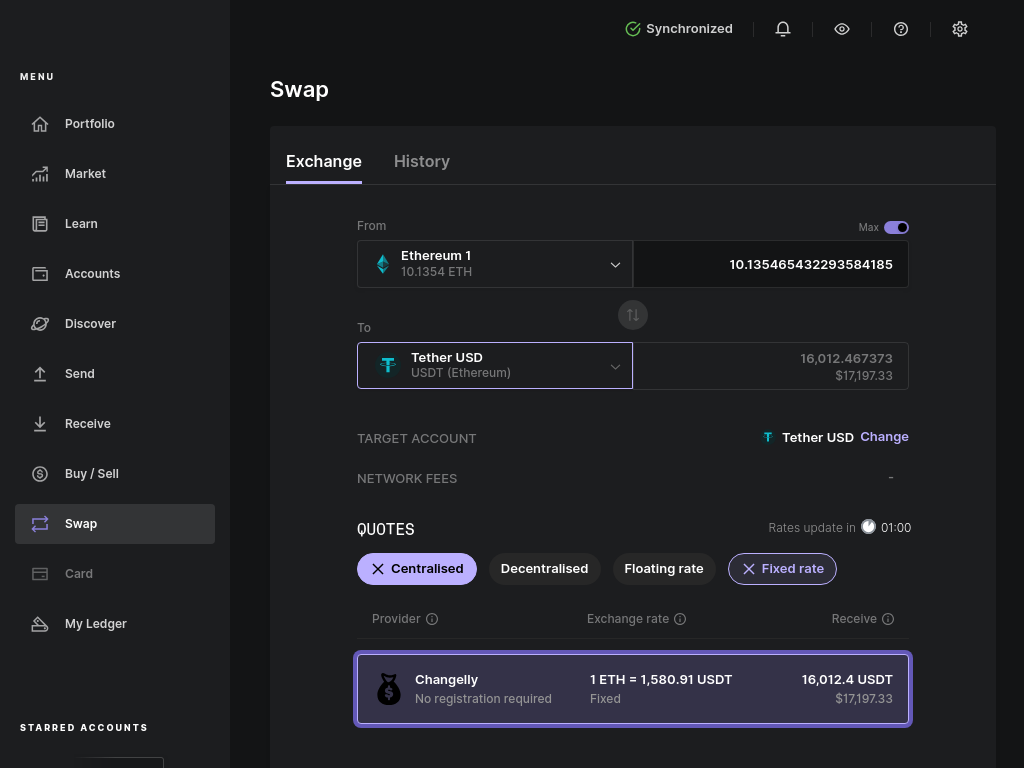 Synchronized
MENU
Portfolio
Market
Learn
Accounts
Discover
Send
Receive
Buy / Sell
Swap
Card
My Ledger
STARRED ACCOUNTS
Swap
Exchange
History
From
Max
Ethereum 1
10.1354 ETH
10.135465432293584185
To
Tether USD
USDT (Ethereum)
16,012.467373
$17,197.33
TARGET ACCOUNT
Tether USD Change
NETWORK FEES
-
QUOTES
Rates update in 01:00
Centralised
Decentralised
Floating rate
Fixed rate
Provider
Exchange rate
Receive
Changelly
No registration required
1 ETH = 1,580.91 USDT
Fixed
16,012.4 USDT
$17,197.33